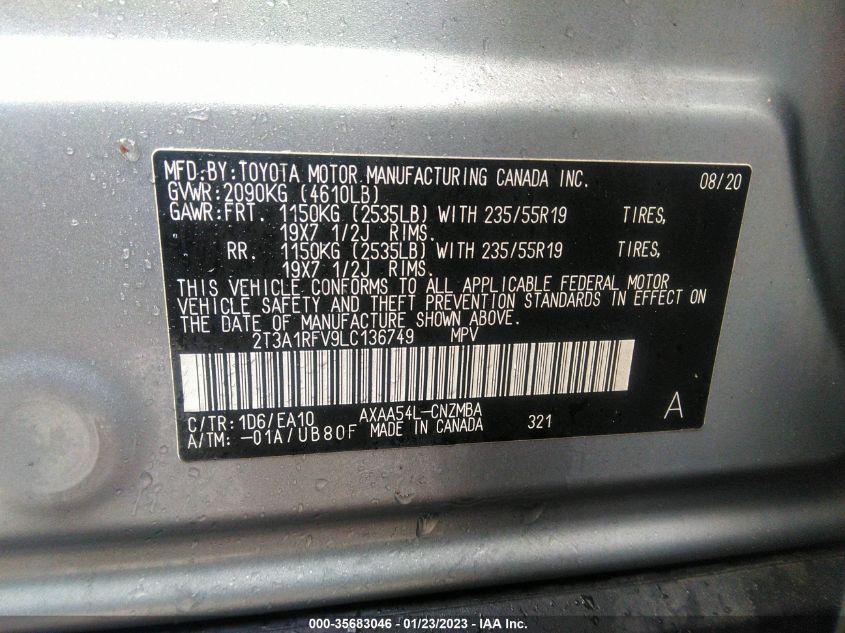 MFD.BY:TOYOTA MOTOR MANUFACTURING CANADA INC. 08/20
GVWR:2090KG (4610LB)
GAWR:FRT. 1150KG (2535LB) WITH 235/55R19 TIRES,
19X7 1/2J RIMS.
RR. 1150KG (2535LB) WITH 235/55R19 TIRES,
19X7 1/2J RIMS.
THIS VEHICLE CONFORMS TO ALL APPLICABLE FEDERAL MOTOR
VEHICLE SAFETY AND THEFT PREVENTION STANDARDS IN EFFECT ON
THE DATE OF MANUFACTURE SHOWN ABOVE.
2T3A1RFV9LC136749 MPV
C/TR:1D6/EA10 AXAA54L-CNZMBA A
A/TM:-01A/UB80F MADE IN CANADA 321
000-35683046 / 01/23/2023 - IAA Inc.